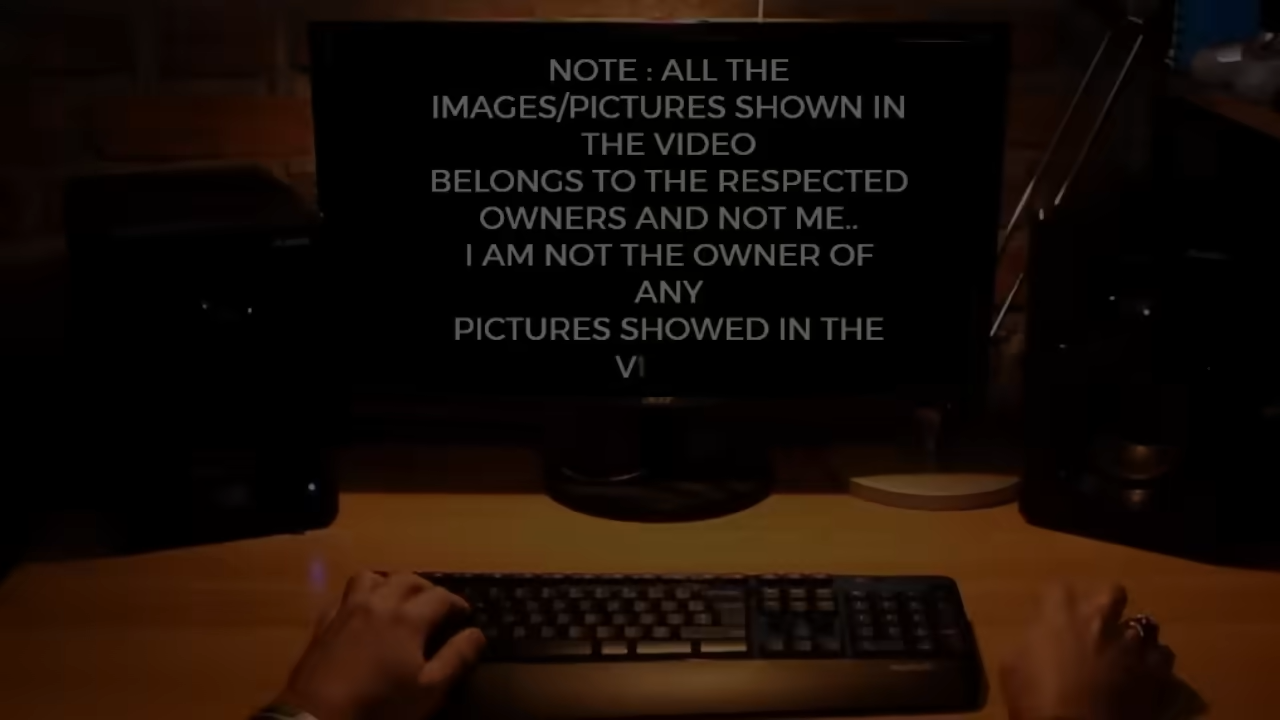 NOTE : ALL THE
IMAGES/PICTURES SHOWN IN
THE VIDEO
BELONGS TO THE RESPECTED
OWNERS AND NOT ME..
I AM NOT THE OWNER OF
ANY
PICTURES SHOWED IN THE